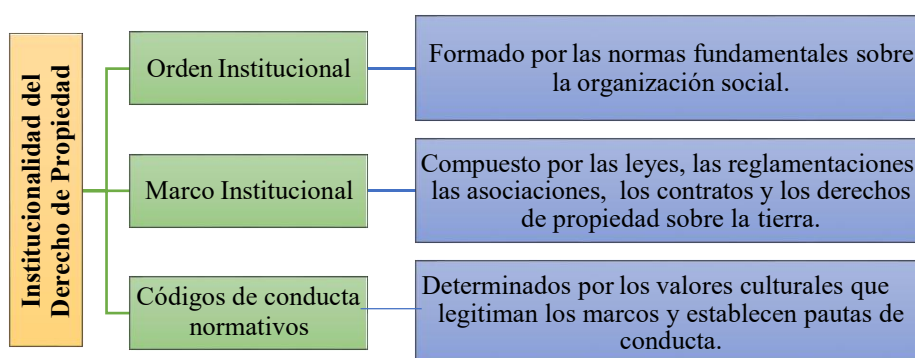 Institucionalidad del
Derecho de Propiedad
Orden Institucional
Formado por las normas fundamentales sobre
la organización social.
Marco Institucional
Compuesto por las leyes, las reglamentaciones
las asociaciones, los contratos y los derechos
de propiedad sobre la tierra.
Códigos de conducta
normativos
Determinados por los valores culturales que
legitiman los marcos y establecen pautas de
conducta.